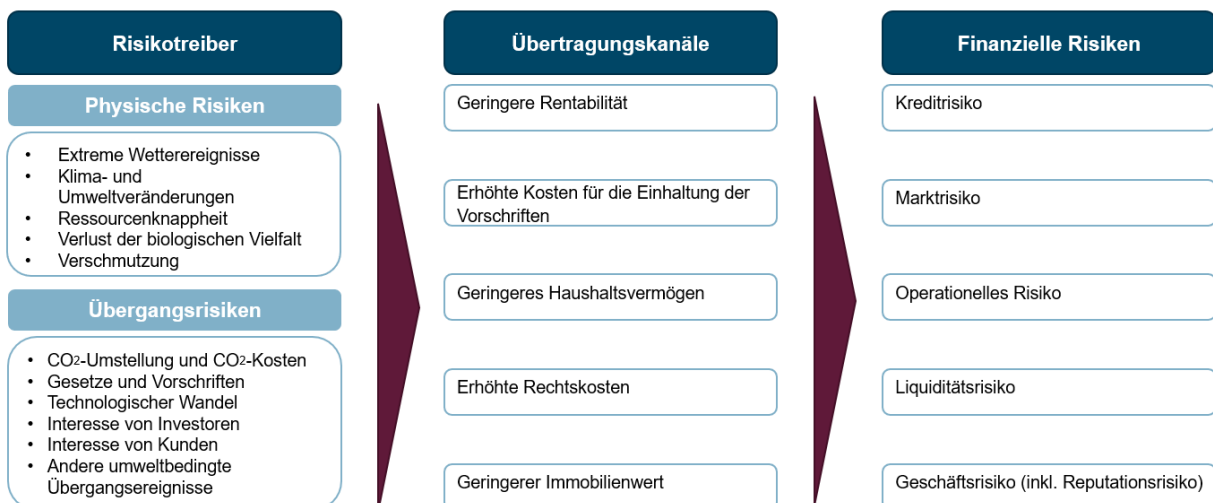 Risikotreiber
Physische Risiken
• Extreme Wetterereignisse
• Klima- und
Umweltveränderungen
• Ressourcenknappheit
• Verlust der biologischen Vielfalt
• Verschmutzung
Übergangsrisiken
• CO2-Umstellung und CO2-Kosten
• Gesetze und Vorschriften
• Technologischer Wandel
• Interesse von Investoren
• Interesse von Kunden
• Andere umweltbedingte
Übergangsereignisse
Übertragungskanäle
Geringere Rentabilität
Erhöhte Kosten für die Einhaltung der
Vorschriften
Geringeres Haushaltsvermögen
Erhöhte Rechtskosten
Geringerer Immobilienwert
Finanzielle Risiken
Kreditrisiko
Marktrisiko
Operationelles Risiko
Liquiditätsrisiko
Geschäftsrisiko (inkl. Reputationsrisiko)